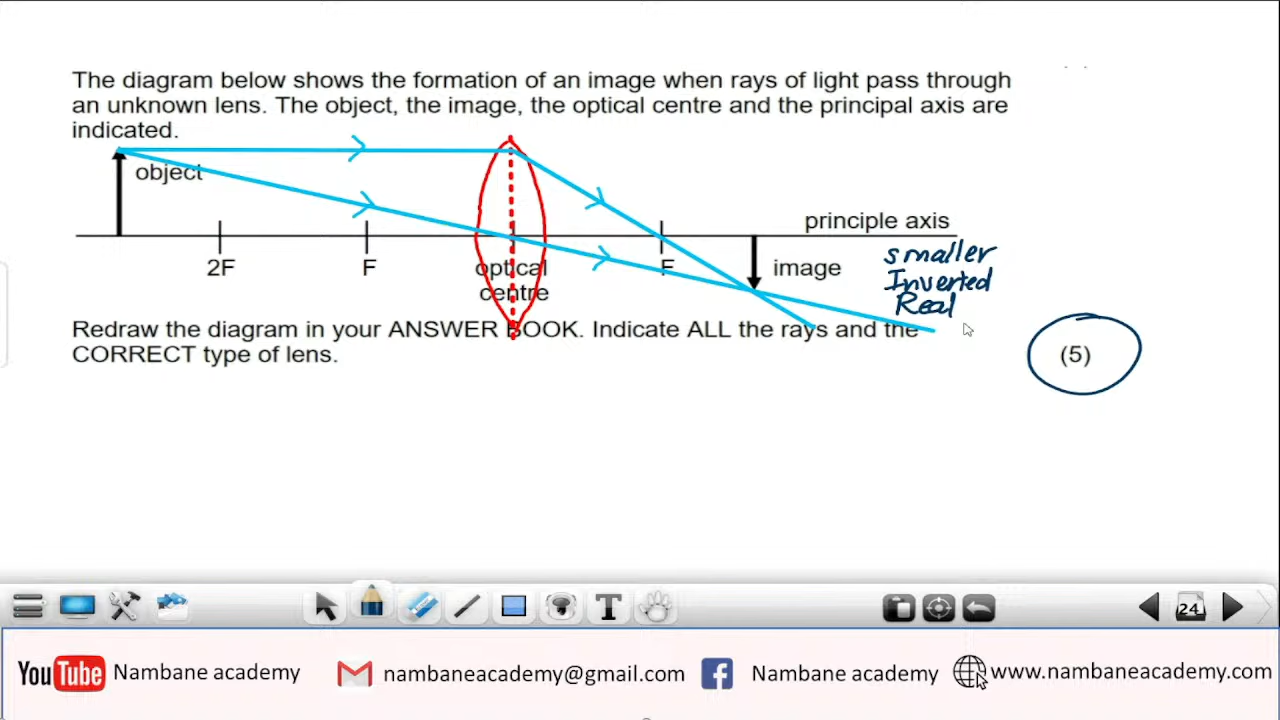 The diagram below shows the formation of an image when rays of light pass through
an unknown lens. The object, the image, the optical centre and the principal axis are
indicated.
object
principle axis
2F
F
optical
centre
F
image
smaller
Inverted
Real
Redraw the diagram in your ANSWER BOOK. Indicate ALL the rays and the
CORRECT type of lens.
(5)
T
24
YouTube Nambane academy
nambaneacademy@gmail.com
f Nambane academy
www.nambaneacademy.com